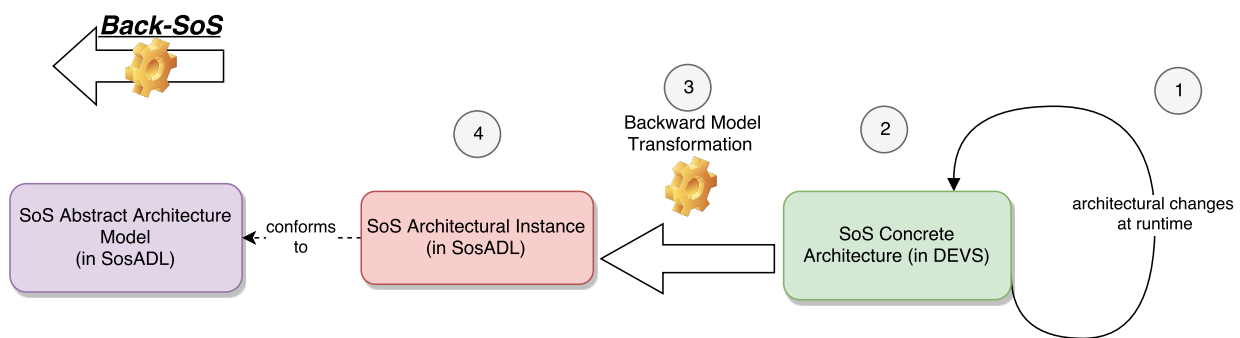 Back-SoS
1
3
Backward Model
Transformation
2
4
SoS Abstract Architecture
Model
(in SosADL)
conforms
to
SoS Architectural Instance
(in SosADL)
SoS Concrete
Architecture (in DEVS)
architectural changes
at runtime